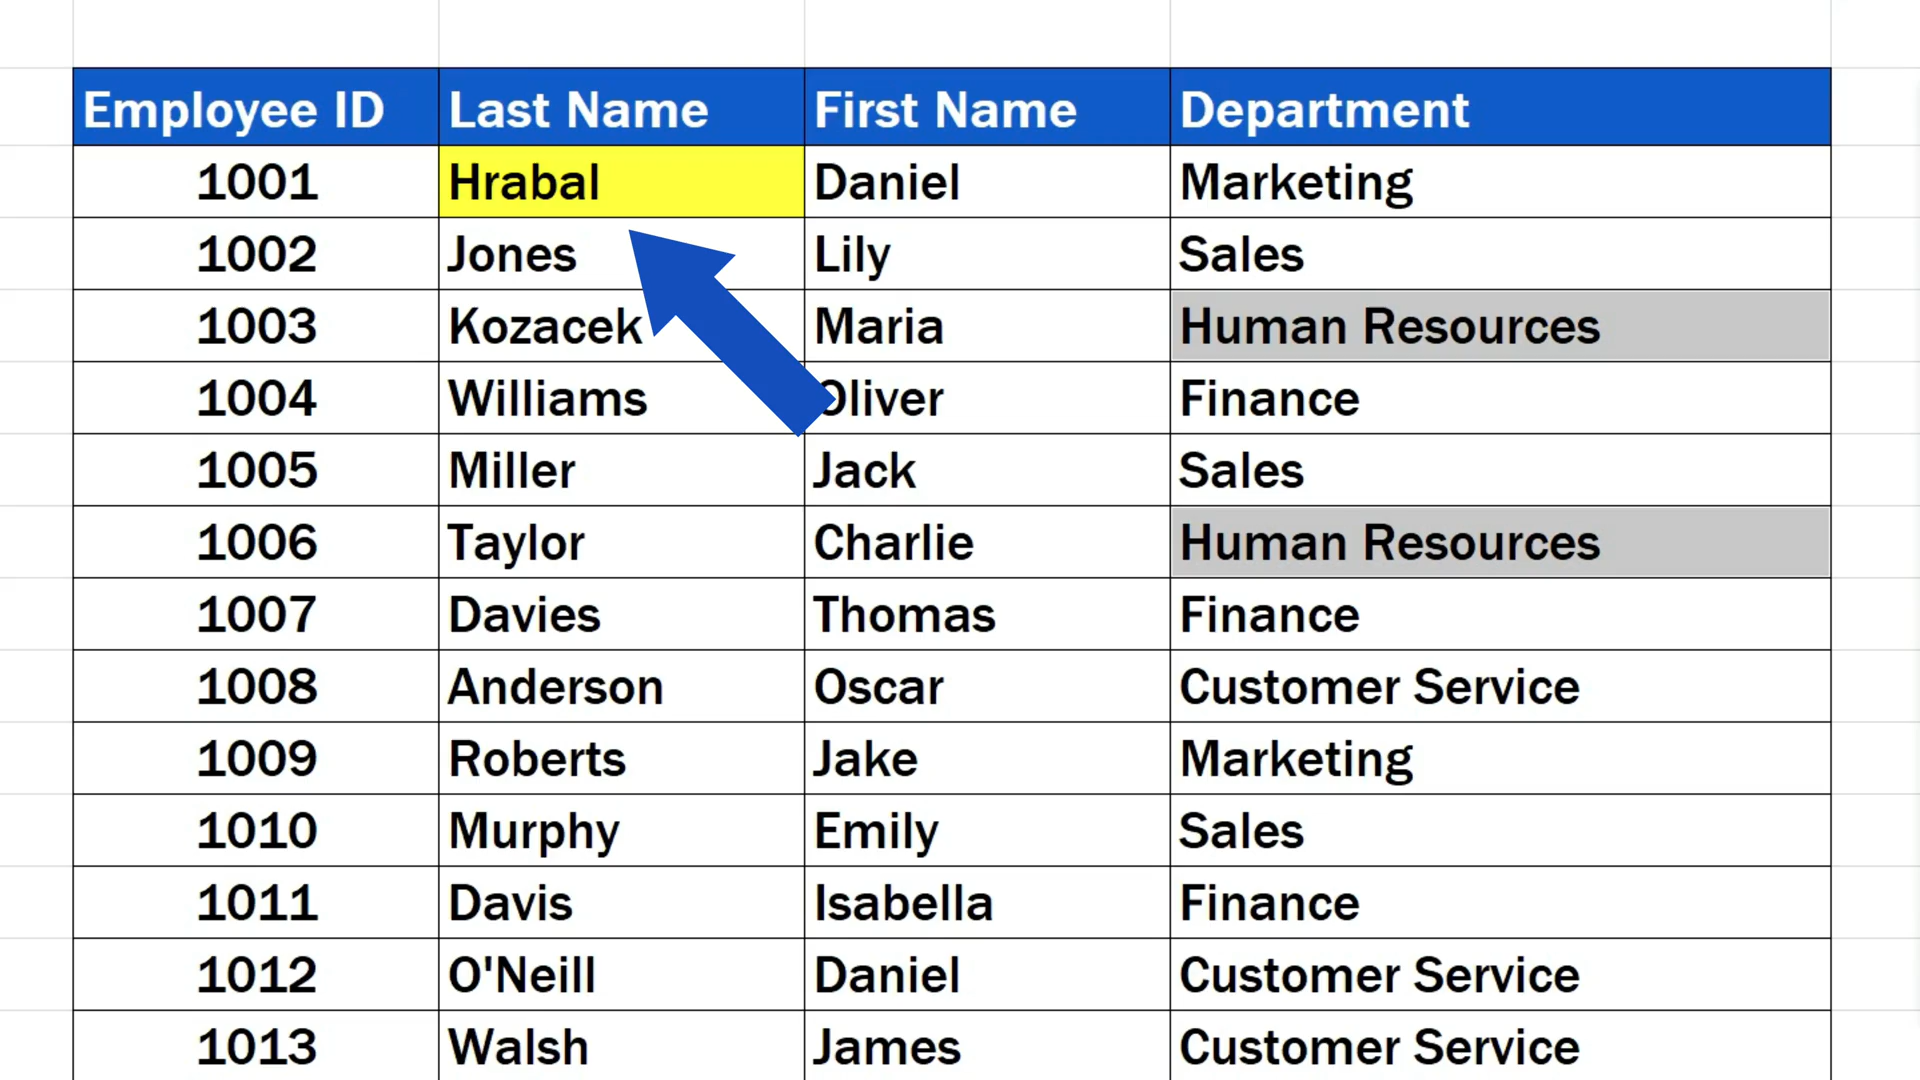 Employee ID Last Name First Name Department
1001 Hrabal Daniel Marketing
1002 Jones Lily Sales
1003 Kozacek Maria Human Resources
1004 Williams Oliver Finance
1005 Miller Jack Sales
1006 Taylor Charlie Human Resources
1007 Davies Thomas Finance
1008 Anderson Oscar Customer Service
1009 Roberts Jake Marketing
1010 Murphy Emily Sales
1011 Davis Isabella Finance
1012 O'Neill Daniel Customer Service
1013 Walsh James Customer Service